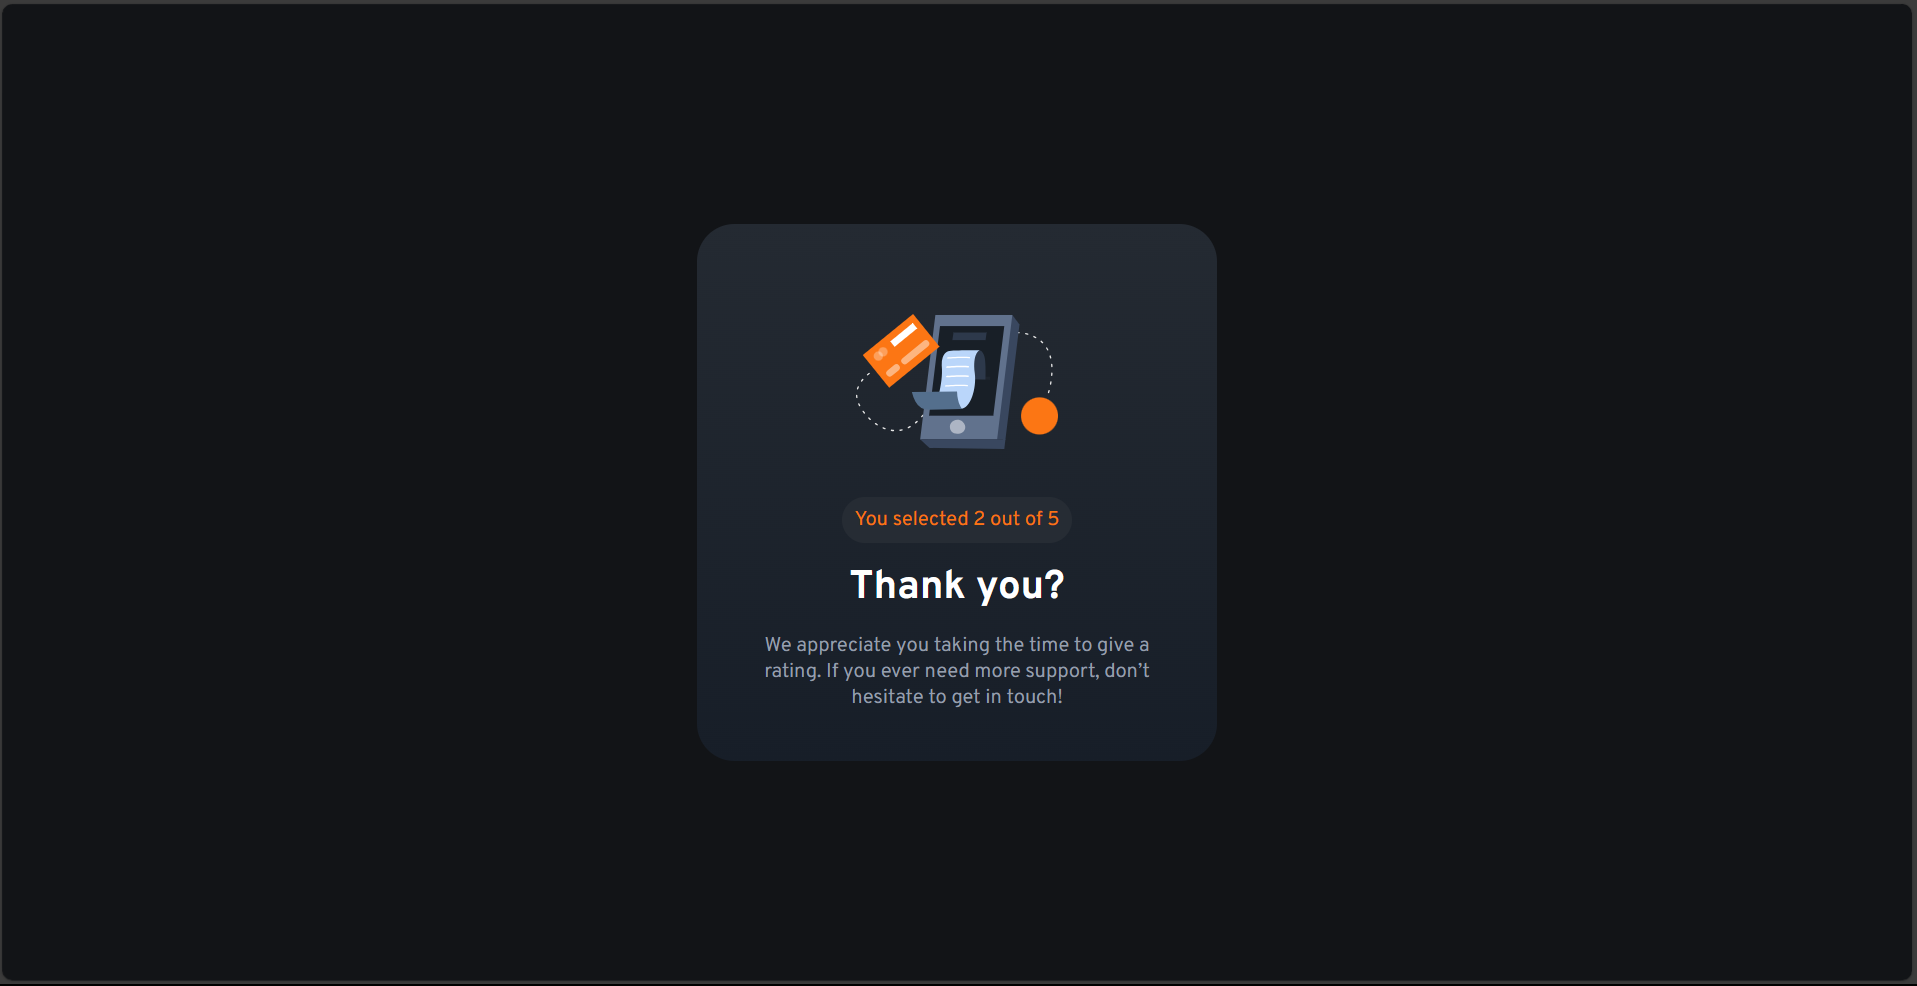 You selected 2 out of 5
Thank you?
We appreciate you taking the time to give a
rating. If you ever need more support, don’t
hesitate to get in touch!